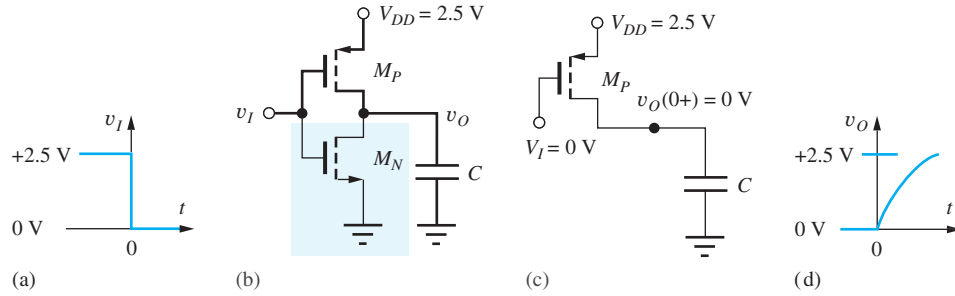 v_I
+2.5 V
0 V
0
t
(a)
V_DD = 2.5 V
M_P
v_I
v_O
M_N
C
(b)
V_DD = 2.5 V
M_P
v_O(0+) = 0 V
V_I = 0 V
C
(c)
v_O
+2.5 V
0 V
0
t
(d)